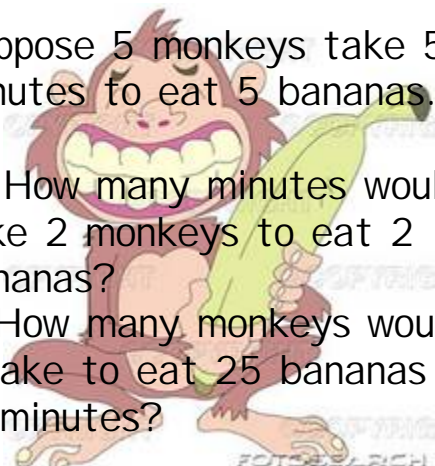 ppose 5 monkeys take 5
nutes to eat 5 bananas.
How many minutes woul
ke 2 monkeys to eat 2
nanas?
How many monkeys wou
ake to eat 25 bananas
minutes?